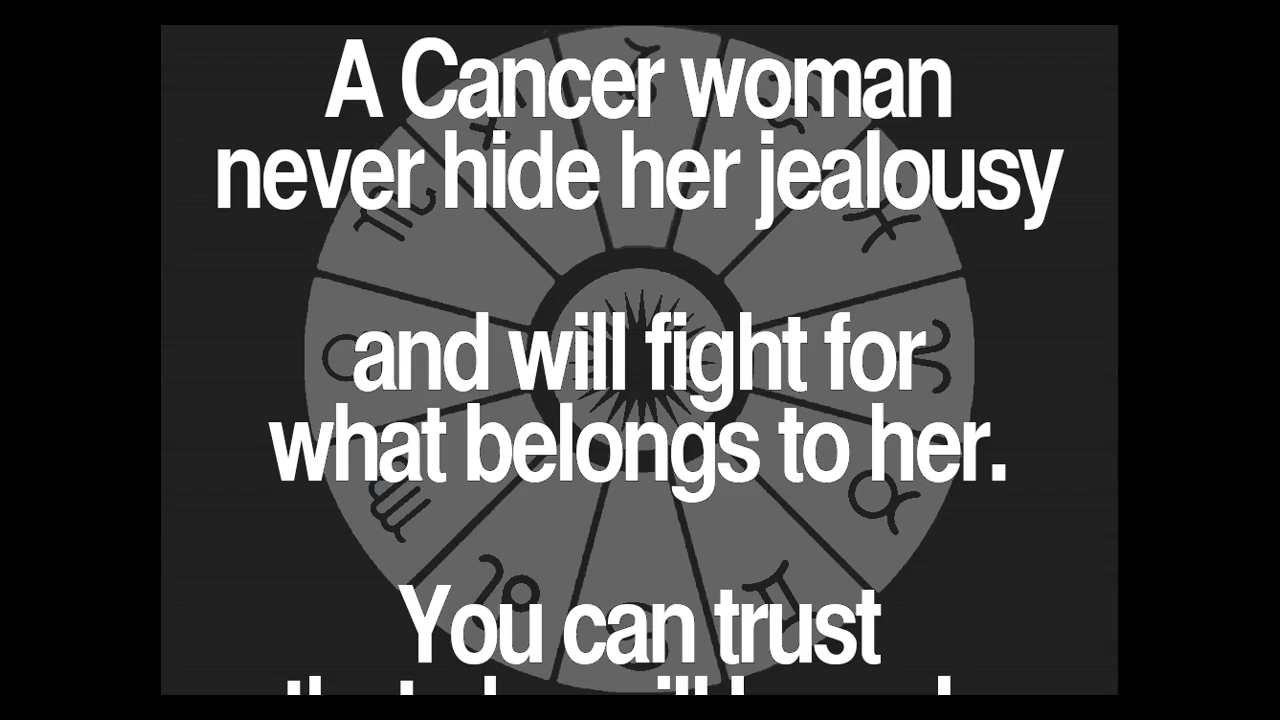 A Cancer woman
never hide her jealousy
and will fight for
what belongs to her.
You can trust